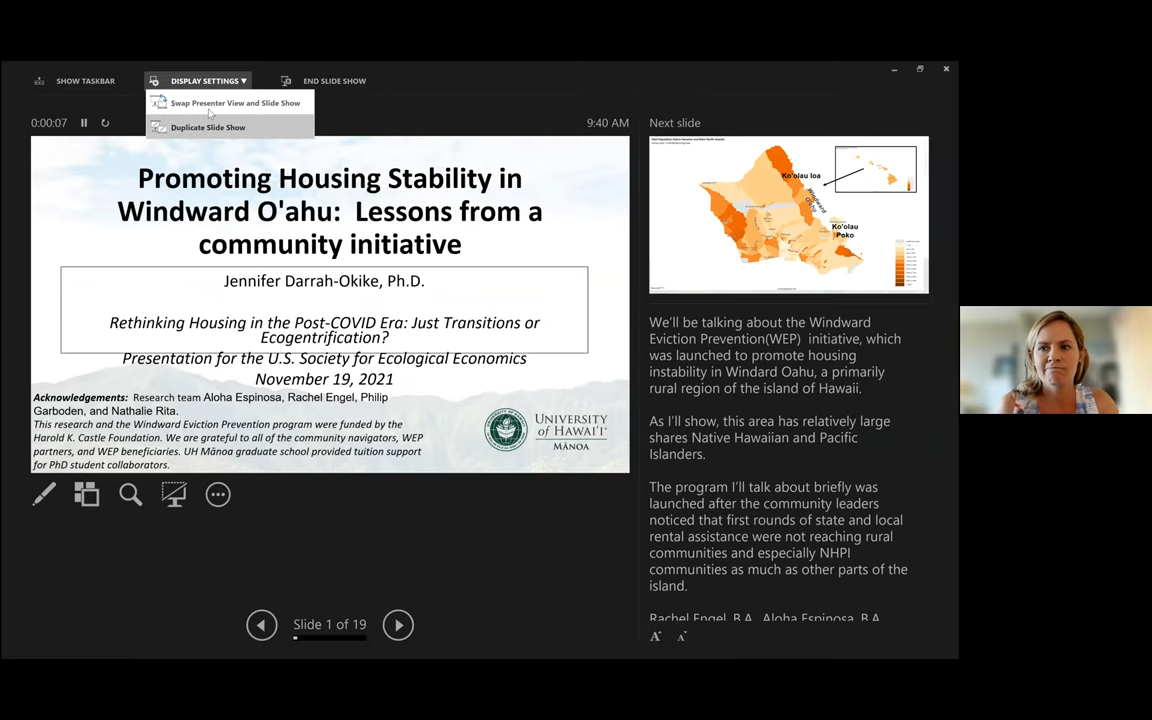 SHOW TASKBAR
DISPLAY SETTINGS ▼
END SLIDE SHOW
Swap Presenter View and Slide Show
Duplicate Slide Show
0:00:07
9:40 AM
Promoting Housing Stability in
Windward O'ahu: Lessons from a
community initiative
Jennifer Darrah-Okike, Ph.D.
Rethinking Housing in the Post-COVID Era: Just Transitions or
Ecogentrification?
Presentation for the U.S. Society for Ecological Economics
November 19, 2021
Acknowledgements: Research team Aloha Espinosa, Rachel Engel, Philip
Garboden, and Nathalie Rita.
This research and the Windward Eviction Prevention program were funded by the
Harold K. Castle Foundation. We are grateful to all of the community navigators, WEP
partners, and WEP beneficiaries. UH Mānoa graduate school provided tuition support
for PhD student collaborators.
UNIVERSITY
of HAWAI'I®
MĀNOA
Slide 1 of 19
Next slide
Ko'olau loa
Windward
O'ahu
Ko'olau
Poko
We'll be talking about the Windward
Eviction Prevention(WEP) initiative, which
was launched to promote housing
instability in Windard Oahu, a primarily
rural region of the island of Hawaii.
As I'll show, this area has relatively large
shares Native Hawaiian and Pacific
Islanders.
The program I'll talk about briefly was
launched after the community leaders
noticed that first rounds of state and local
rental assistance were not reaching rural
communities and especially NHPI
communities as much as other parts of the
island.
Rachel Engel, B.A., Aloha Espinosa, B.A.
A
A